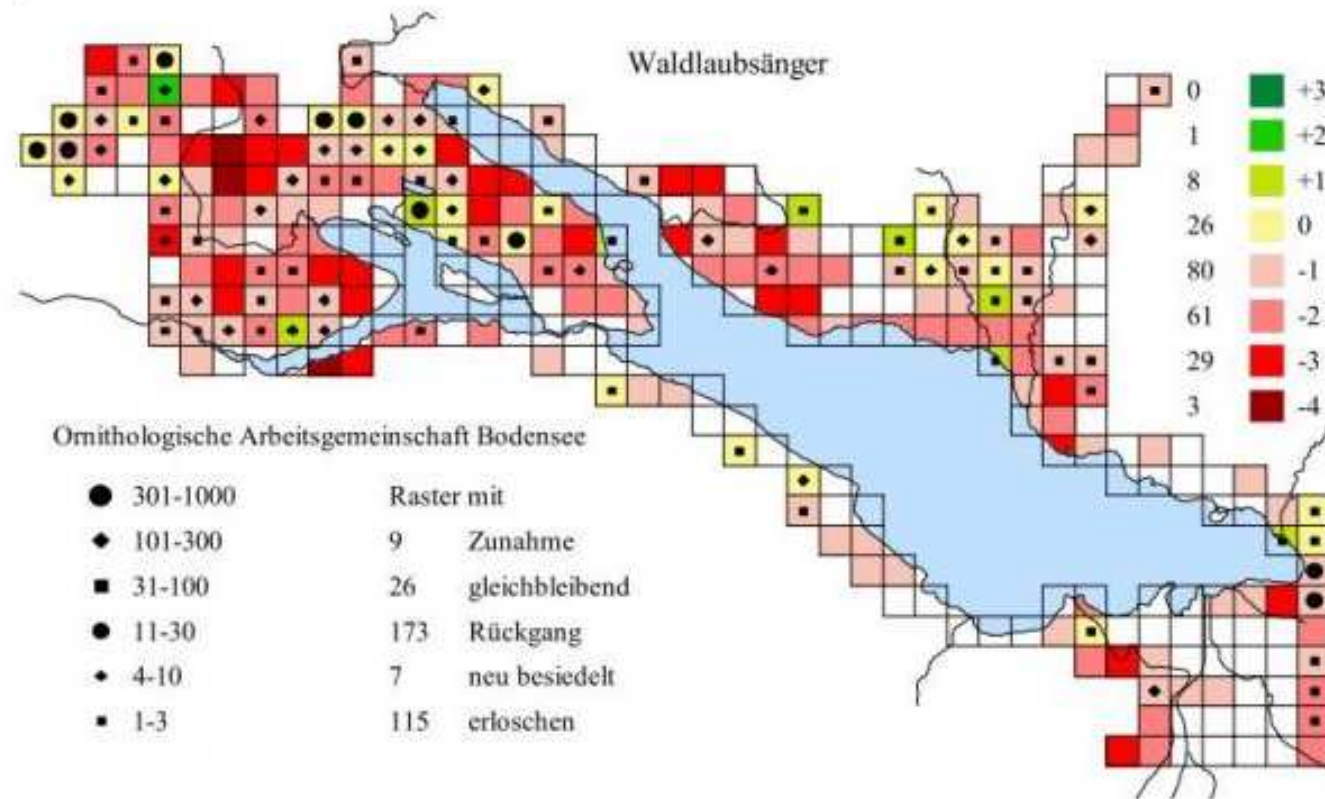 Waldlaubsänger
0 +3
1 +2
8 +1
26 0
80 -1
61 -2
29 -3
3 -4
Ornithologische Arbeitsgemeinschaft Bodensee
301-1000 Raster mit
101-300 9 Zunahme
31-100 26 gleichbleibend
11-30 173 Rückgang
4-10 7 neu besiedelt
1-3 115 erloschen